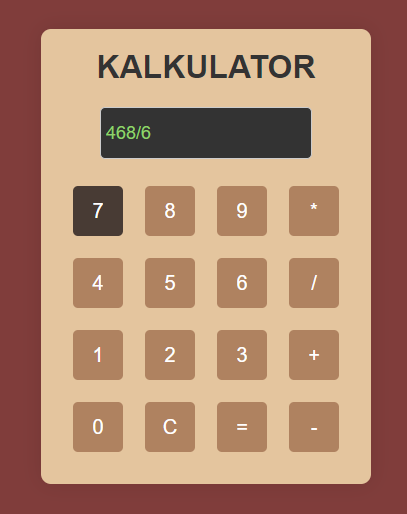 KALKULATOR
468/6
7 8 9 *
4 5 6 /
1 2 3 +
0 C = -